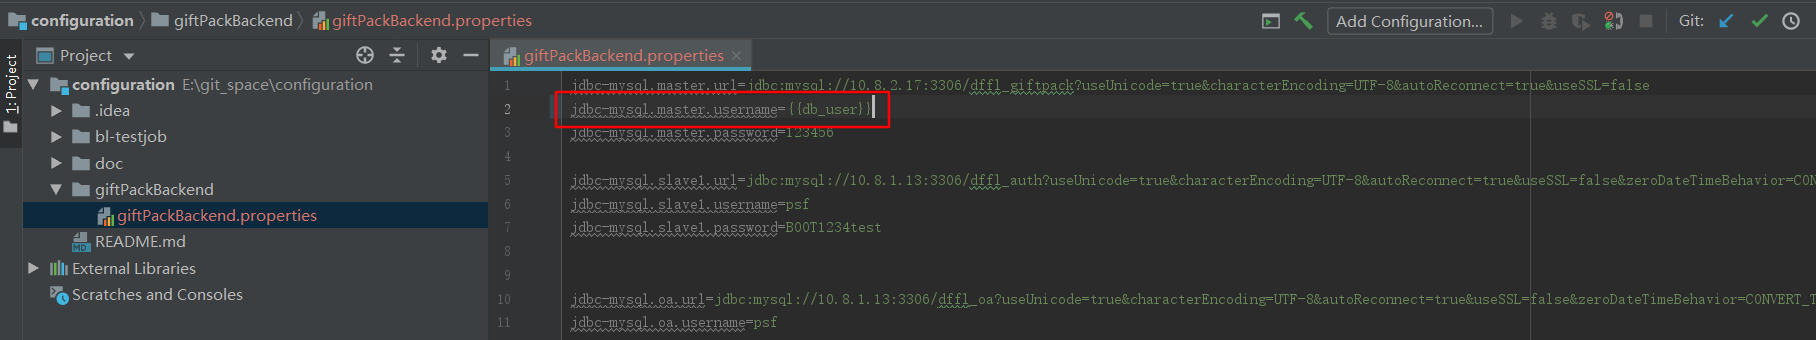 configuration giftPackBackend giftPackBackend.properties Add Configuration... Git:
1: Project
Project
configuration E:\git_space\configuration
.idea
bl-testjob
doc
giftPackBackend
giftPackBackend.properties
README.md
External Libraries
Scratches and Consoles
giftPackBackend.properties
1 jdbc-mysql.master.url=jdbc:mysql://10.8.2.17:3306/dffl_giftpack?useUnicode=true&characterEncoding=UTF-8&autoReconnect=true&useSSL=false
2 jdbc-mysql.master.username={{db_user}}
3 jdbc-mysql.master.password=123456
4
5 jdbc-mysql.slave1.url=jdbc:mysql://10.8.1.13:3306/dffl_auth?useUnicode=true&characterEncoding=UTF-8&autoReconnect=true&useSSL=false&zeroDateTimeBehavior=CON
6 jdbc-mysql.slave1.username=psf
7 jdbc-mysql.slave1.password=B00T1234test
8
9
10 jdbc-mysql.oa.url=jdbc:mysql://10.8.1.13:3306/dffl_oa?useUnicode=true&characterEncoding=UTF-8&autoReconnect=true&useSSL=false&zeroDateTimeBehavior=CONVERT_T
11 jdbc-mysql.oa.username=psf